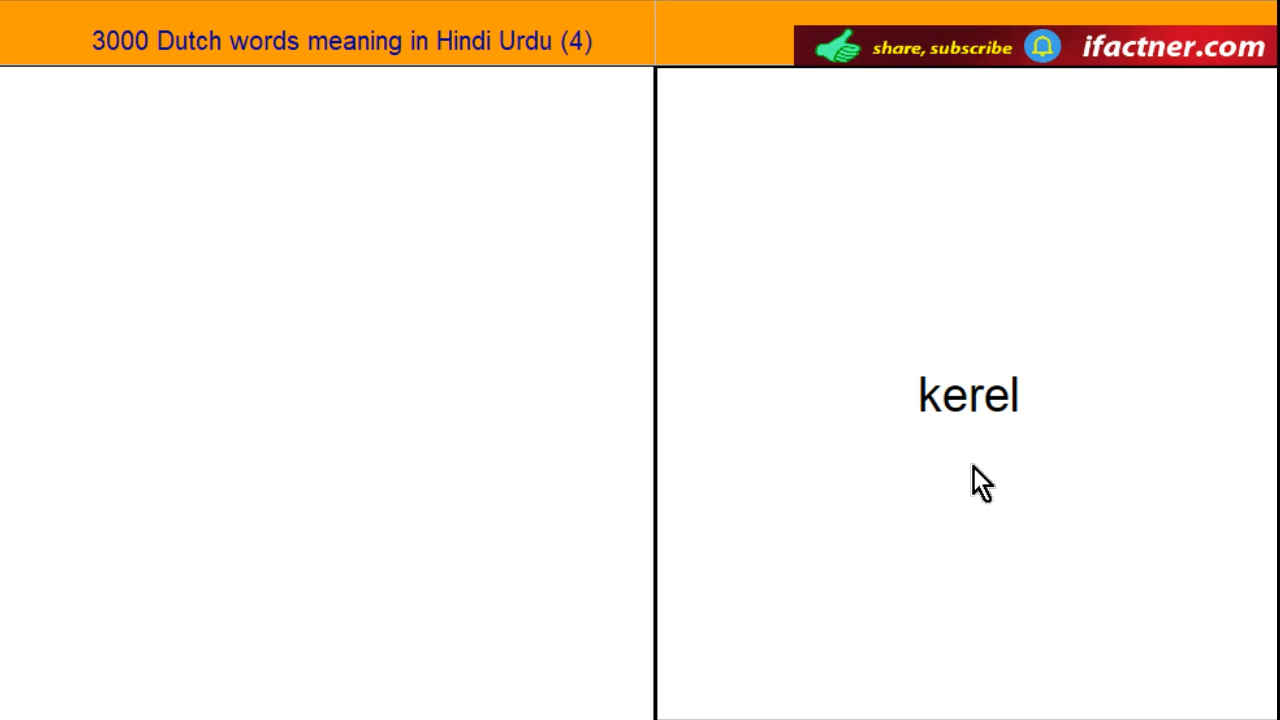 3000 Dutch words meaning in Hindi Urdu (4)
share, subscribe ifactner.com
kerel